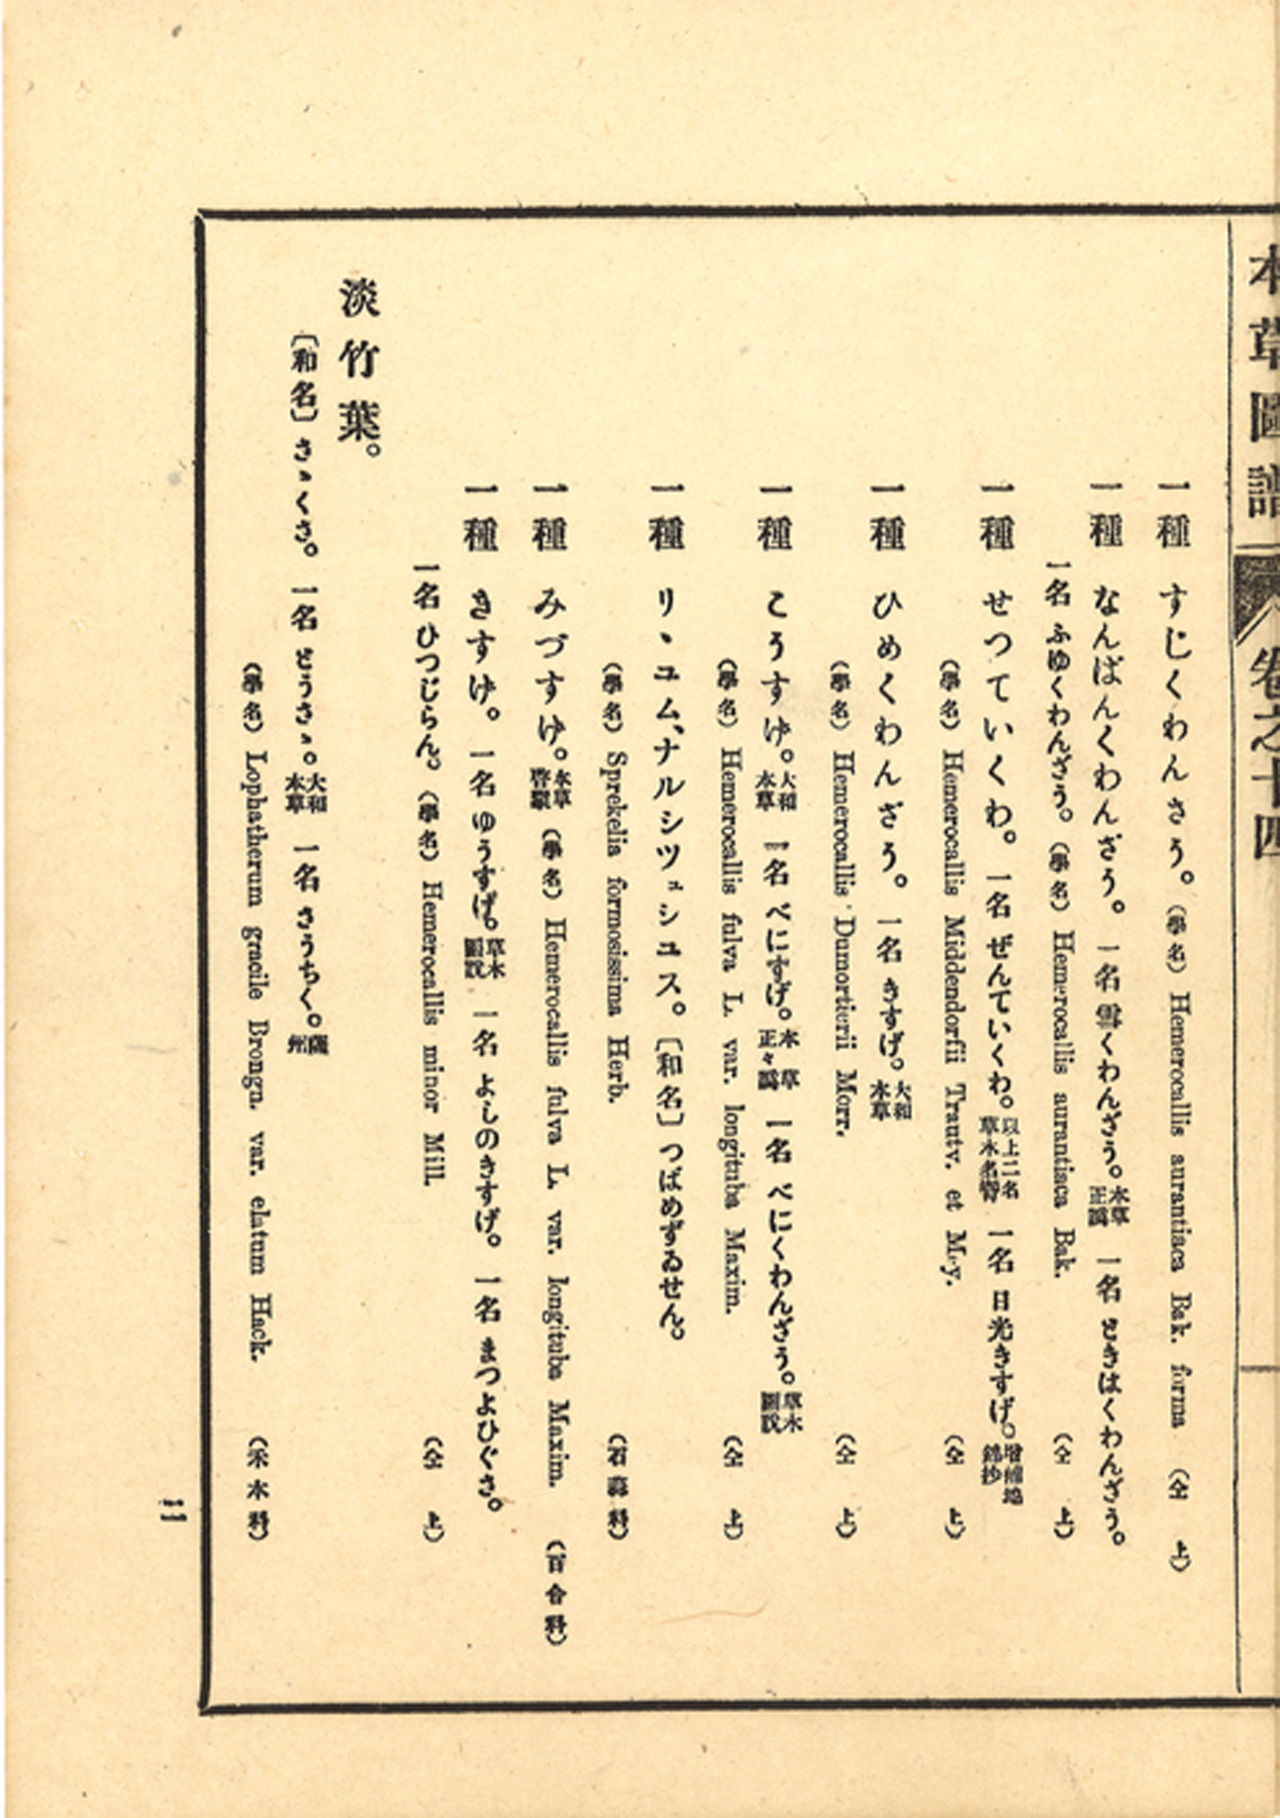 本草圖譜 卷之十四
一種 すじくわんさう。(學名) Hemerocallis aurantiaca Bak. forma (仝上)
一種 なんばんくわんざう。一名 雲くわんざう。本草正譌 一名 ときはくわんざう。
一名 ふゆくわんざう。(學名) Hemerocallis aurantiaca Bak. (仝上)
一種 せつていくわ。一名 ぜんていくわ。以上二名草木名彙 一名 日光きすげ。
(學名) Hemerocallis Middendorfii Trautv. et Mey. (仝上)
一種 ひめくわんざう。一名 きすげ。大和本草
(學名) Hemerocallis Dumortierii Morr. (仝上)
一種 こうすげ。大和本草 一名 べにすげ。本草正々譌 一名 べにくわんざう。草木圖説
(學名) Hemerocallis fulva L. var. longituba Maxim. (仝上)
一種 リヽユム、ナルシツュシユス。〔和名〕つばめずゐせん。
(學名) Sprekelia formosissima Herb. (石蒜科)
一種 みづすげ。本草啓蒙 (學名) Hemerocallis fulva L. var. longituba Maxim. (百合科)
一種 きすげ。一名 ゆうすげ。草木圖説 一名 よしのきすげ。一名 まつよひぐさ。
一名 ひつじらん。(學名) Hemerocallis minor Mill. (仝上)
淡竹葉。
〔和名〕さゝくさ。一名 とうさゝ。大和本草 一名 さうちく。薩州
(學名) Lophatherum gracile Brongn. var. elatum Hack. (禾本科)
二